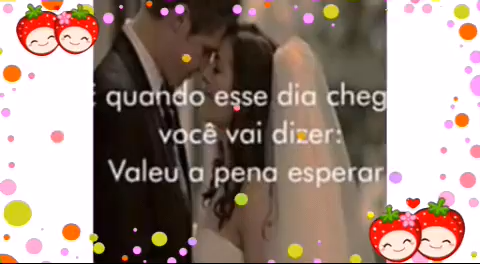 E quando esse dia cheg
você vai dizer:
Valeu a pena esperar